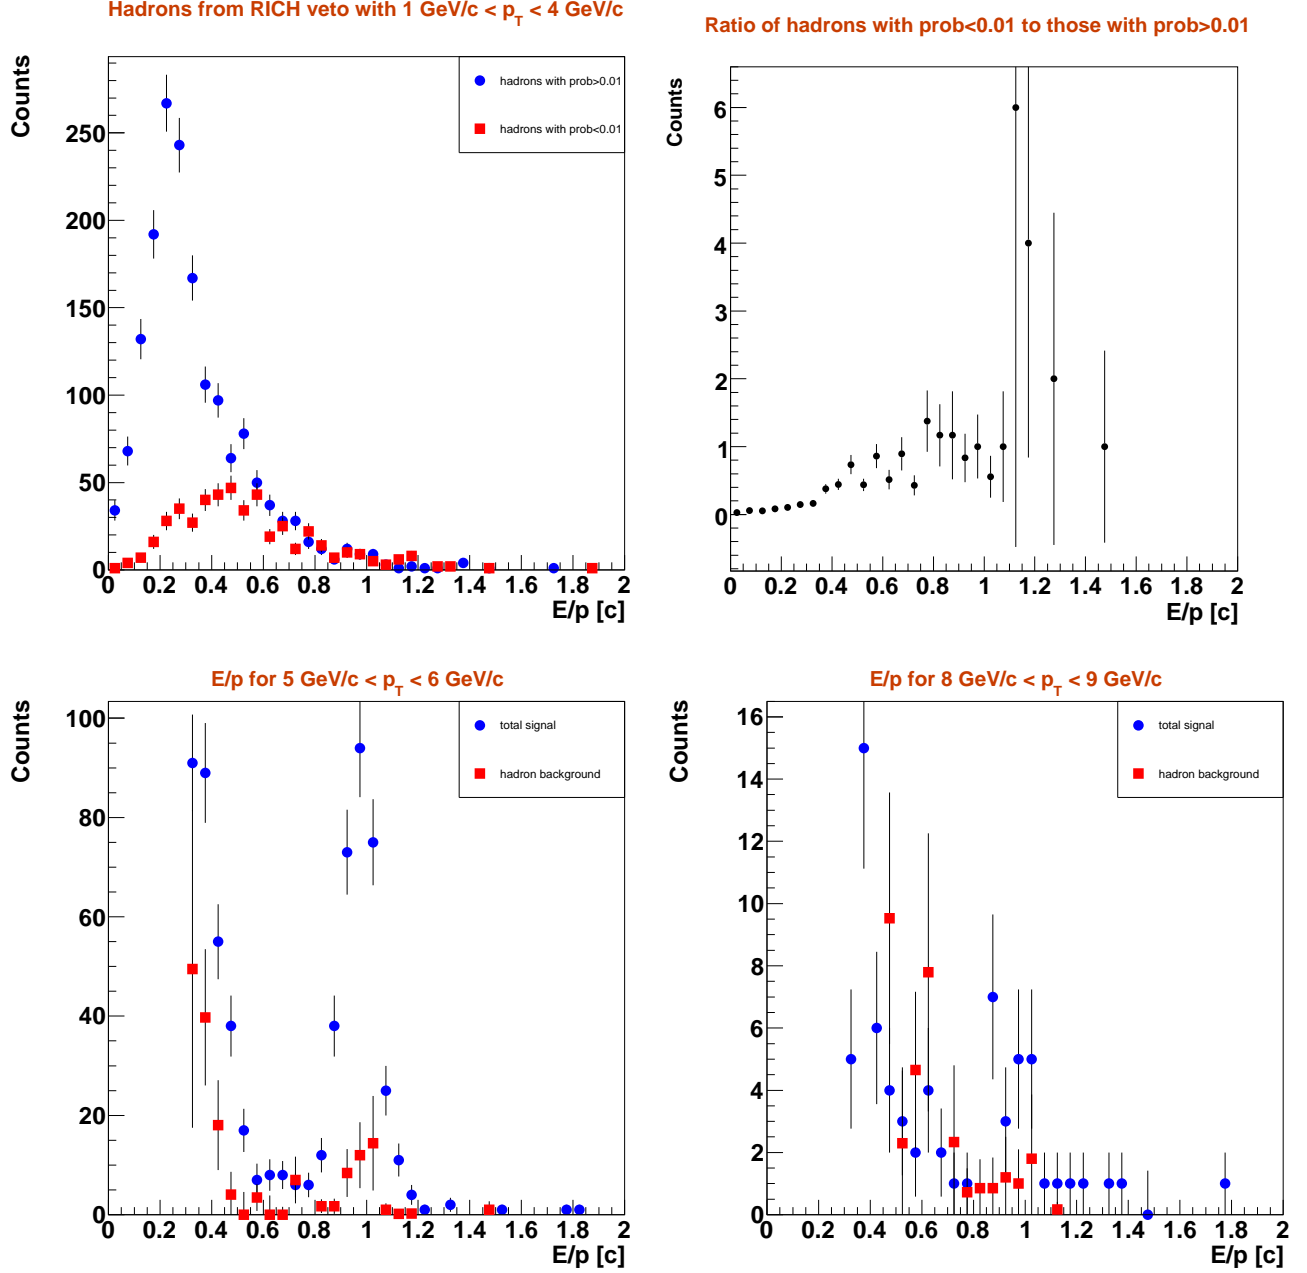 Hadrons from RICH veto with 1 GeV/c < p_T < 4 GeV/c
Counts
250
200
150
100
50
0
0 0.2 0.4 0.6 0.8 1 1.2 1.4 1.6 1.8 2
E/p [c]
hadrons with prob>0.01
hadrons with prob<0.01
Ratio of hadrons with prob<0.01 to those with prob>0.01
Counts
6
5
4
3
2
1
0
0 0.2 0.4 0.6 0.8 1 1.2 1.4 1.6 1.8 2
E/p [c]
E/p for 5 GeV/c < p_T < 6 GeV/c
Counts
100
80
60
40
20
0
0 0.2 0.4 0.6 0.8 1 1.2 1.4 1.6 1.8 2
E/p [c]
total signal
hadron background
E/p for 8 GeV/c < p_T < 9 GeV/c
Counts
16
14
12
10
8
6
4
2
0
0 0.2 0.4 0.6 0.8 1 1.2 1.4 1.6 1.8 2
E/p [c]
total signal
hadron background